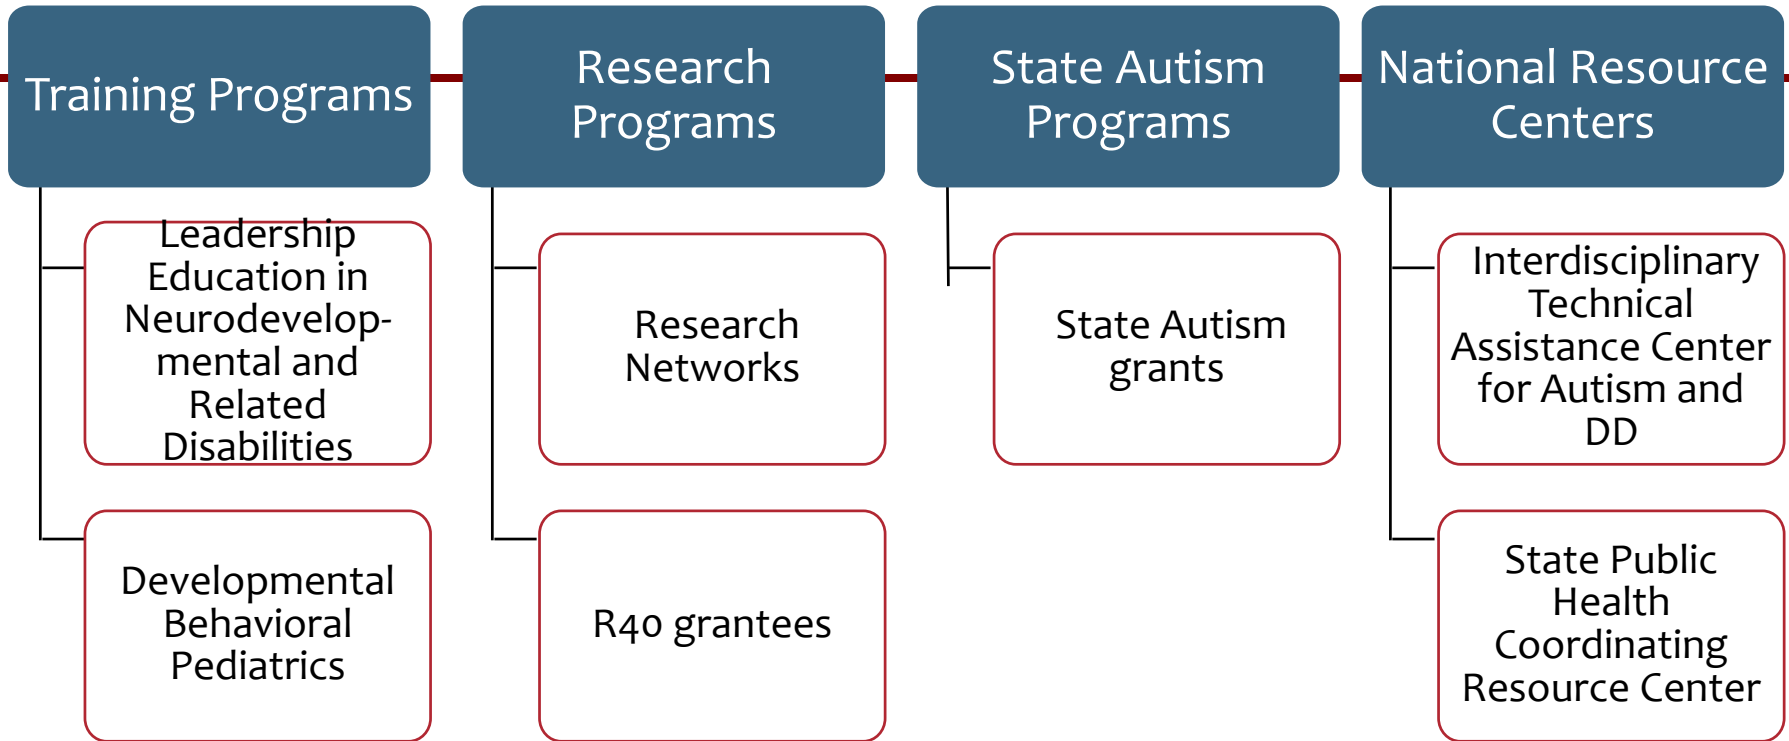 Training Programs
Leadership
Education in
Neurodevelop-
mental and
Related
Disabilities
Developmental
Behavioral
Pediatrics
Research
Programs
Research
Networks
R40 grantees
State Autism
Programs
State Autism
grants
National Resource
Centers
Interdisciplinary
Technical
Assistance Center
for Autism and
DD
State Public
Health
Coordinating
Resource Center